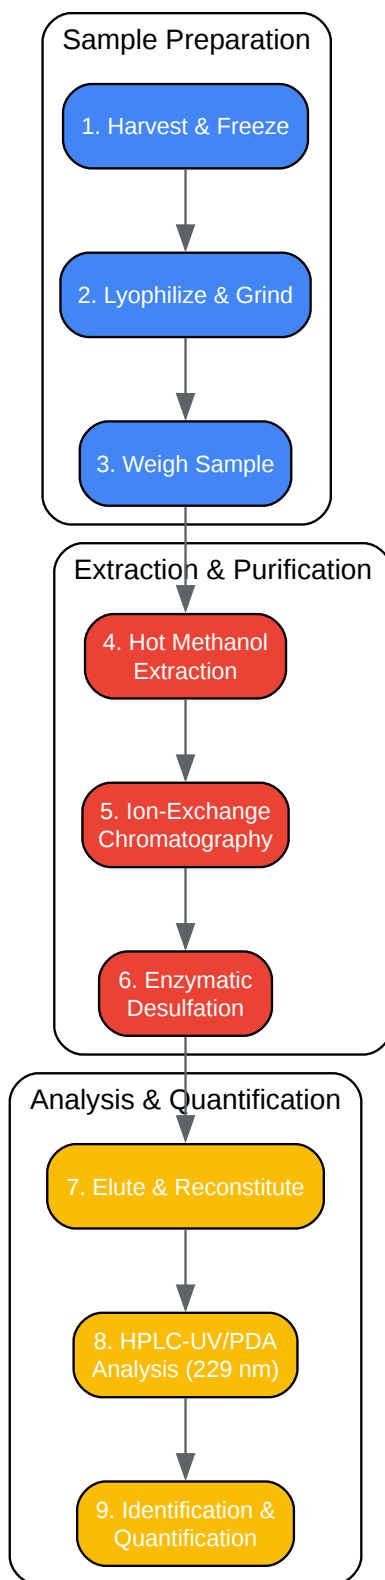 Sample Preparation
1. Harvest & Freeze
2. Lyophilize & Grind
3. Weigh Sample
Extraction & Purification
4. Hot Methanol
Extraction
5. Ion-Exchange
Chromatography
6. Enzymatic
Desulfation
Analysis & Quantification
7. Elute & Reconstitute
8. HPLC-UV/PDA
Analysis (229 nm)
9. Identification &
Quantification